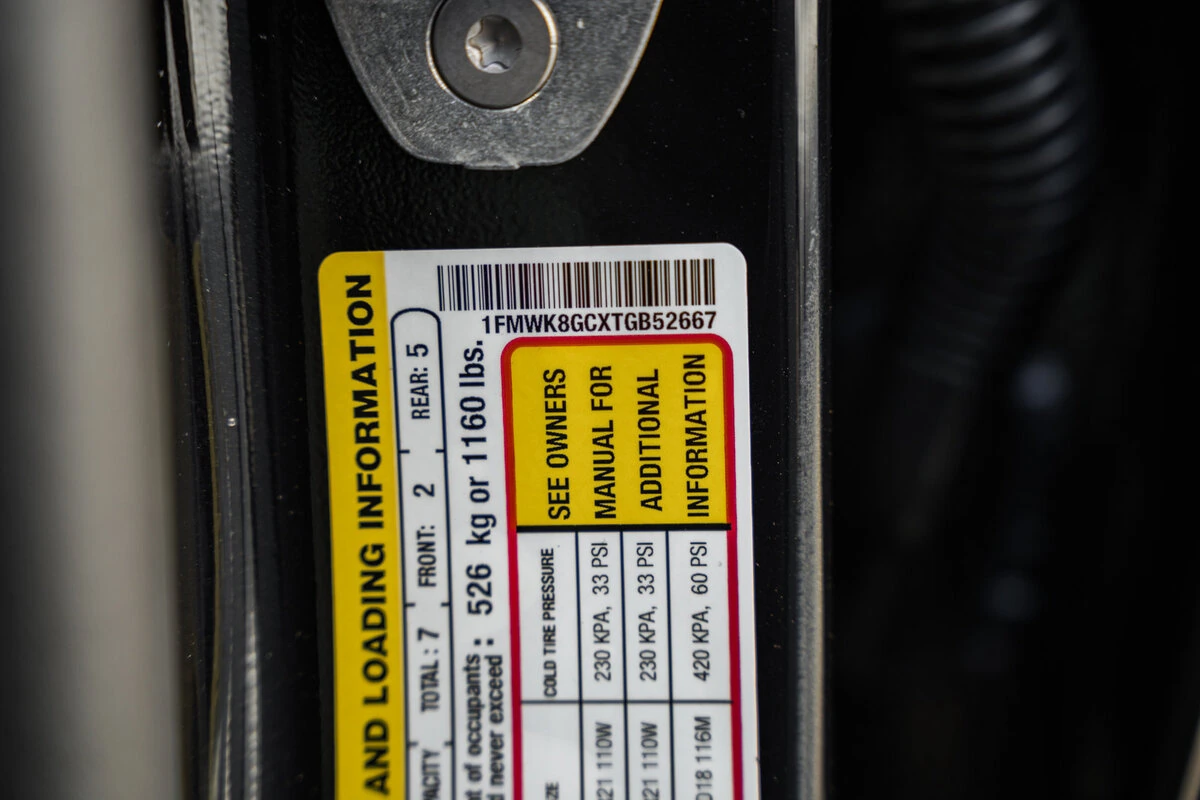 1FMWK8GCXTGB52667
AND LOADING INFORMATION
TOTAL : 7 FRONT: 2 REAR: 5
of occupants
never exceed : 526 kg or 1160 lbs.
COLD TIRE PRESSURE
110W 230 KPA, 33 PSI
110W 230 KPA, 33 PSI
116M 420 KPA, 60 PSI
SEE OWNERS
MANUAL FOR
ADDITIONAL
INFORMATION